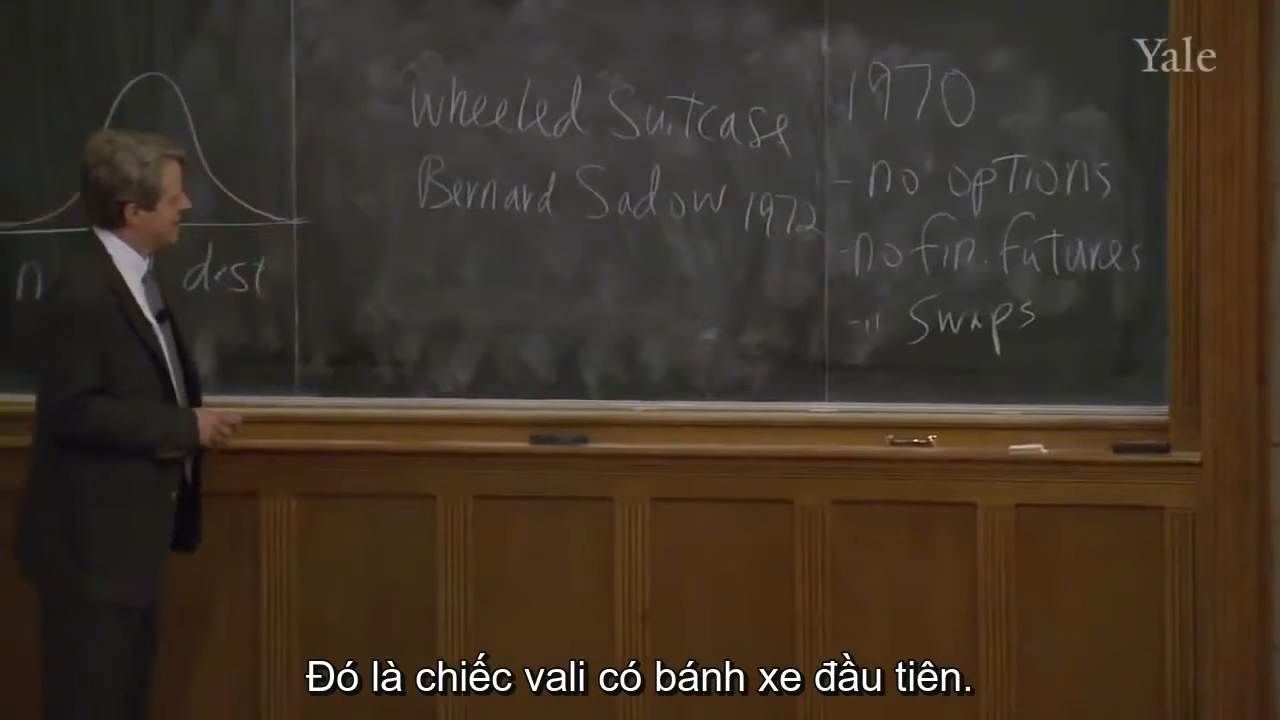 Yale
dist
Wheeled Suitcase
Bernard Sadow 1972
1970
- no options
- no fin. futures
- " Swaps
Đó là chiếc vali có bánh xe đầu tiên.